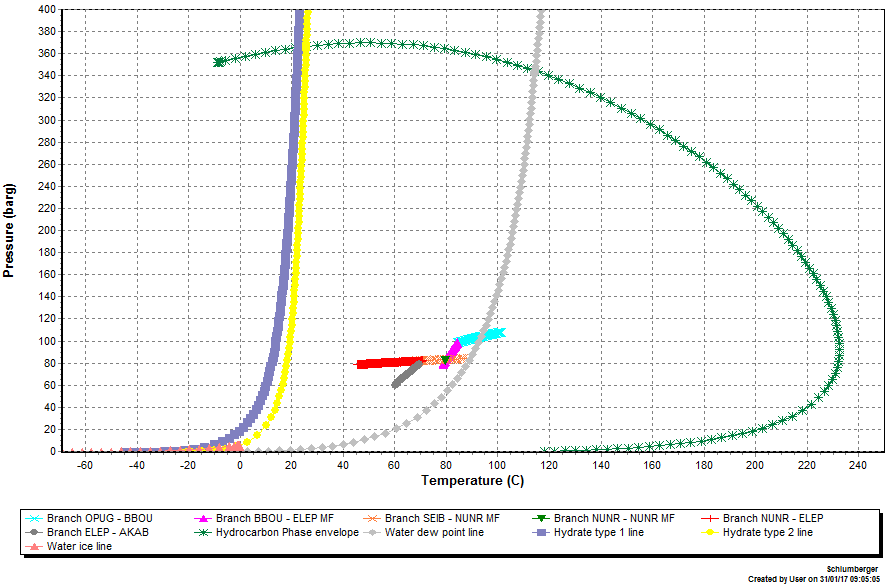 Pressure (barg)
400
380
360
340
320
300
280
260
240
220
200
180
160
140
120
100
80
60
40
20
0
-60 -40 -20 0 20 40 60 80 100 120 140 160 180 200 220 240
Temperature (C)
Branch OPUG - BBOU Branch BBOU - ELEP MF Branch SEIB - NUNR MF Branch NUNR - NUNR MF Branch NUNR - ELEP
Branch ELEP - AKAB Hydrocarbon Phase envelope Water dew point line Hydrate type 1 line Hydrate type 2 line
Water ice line
Schlumberger
Created by User on 31/01/17 09:05:05